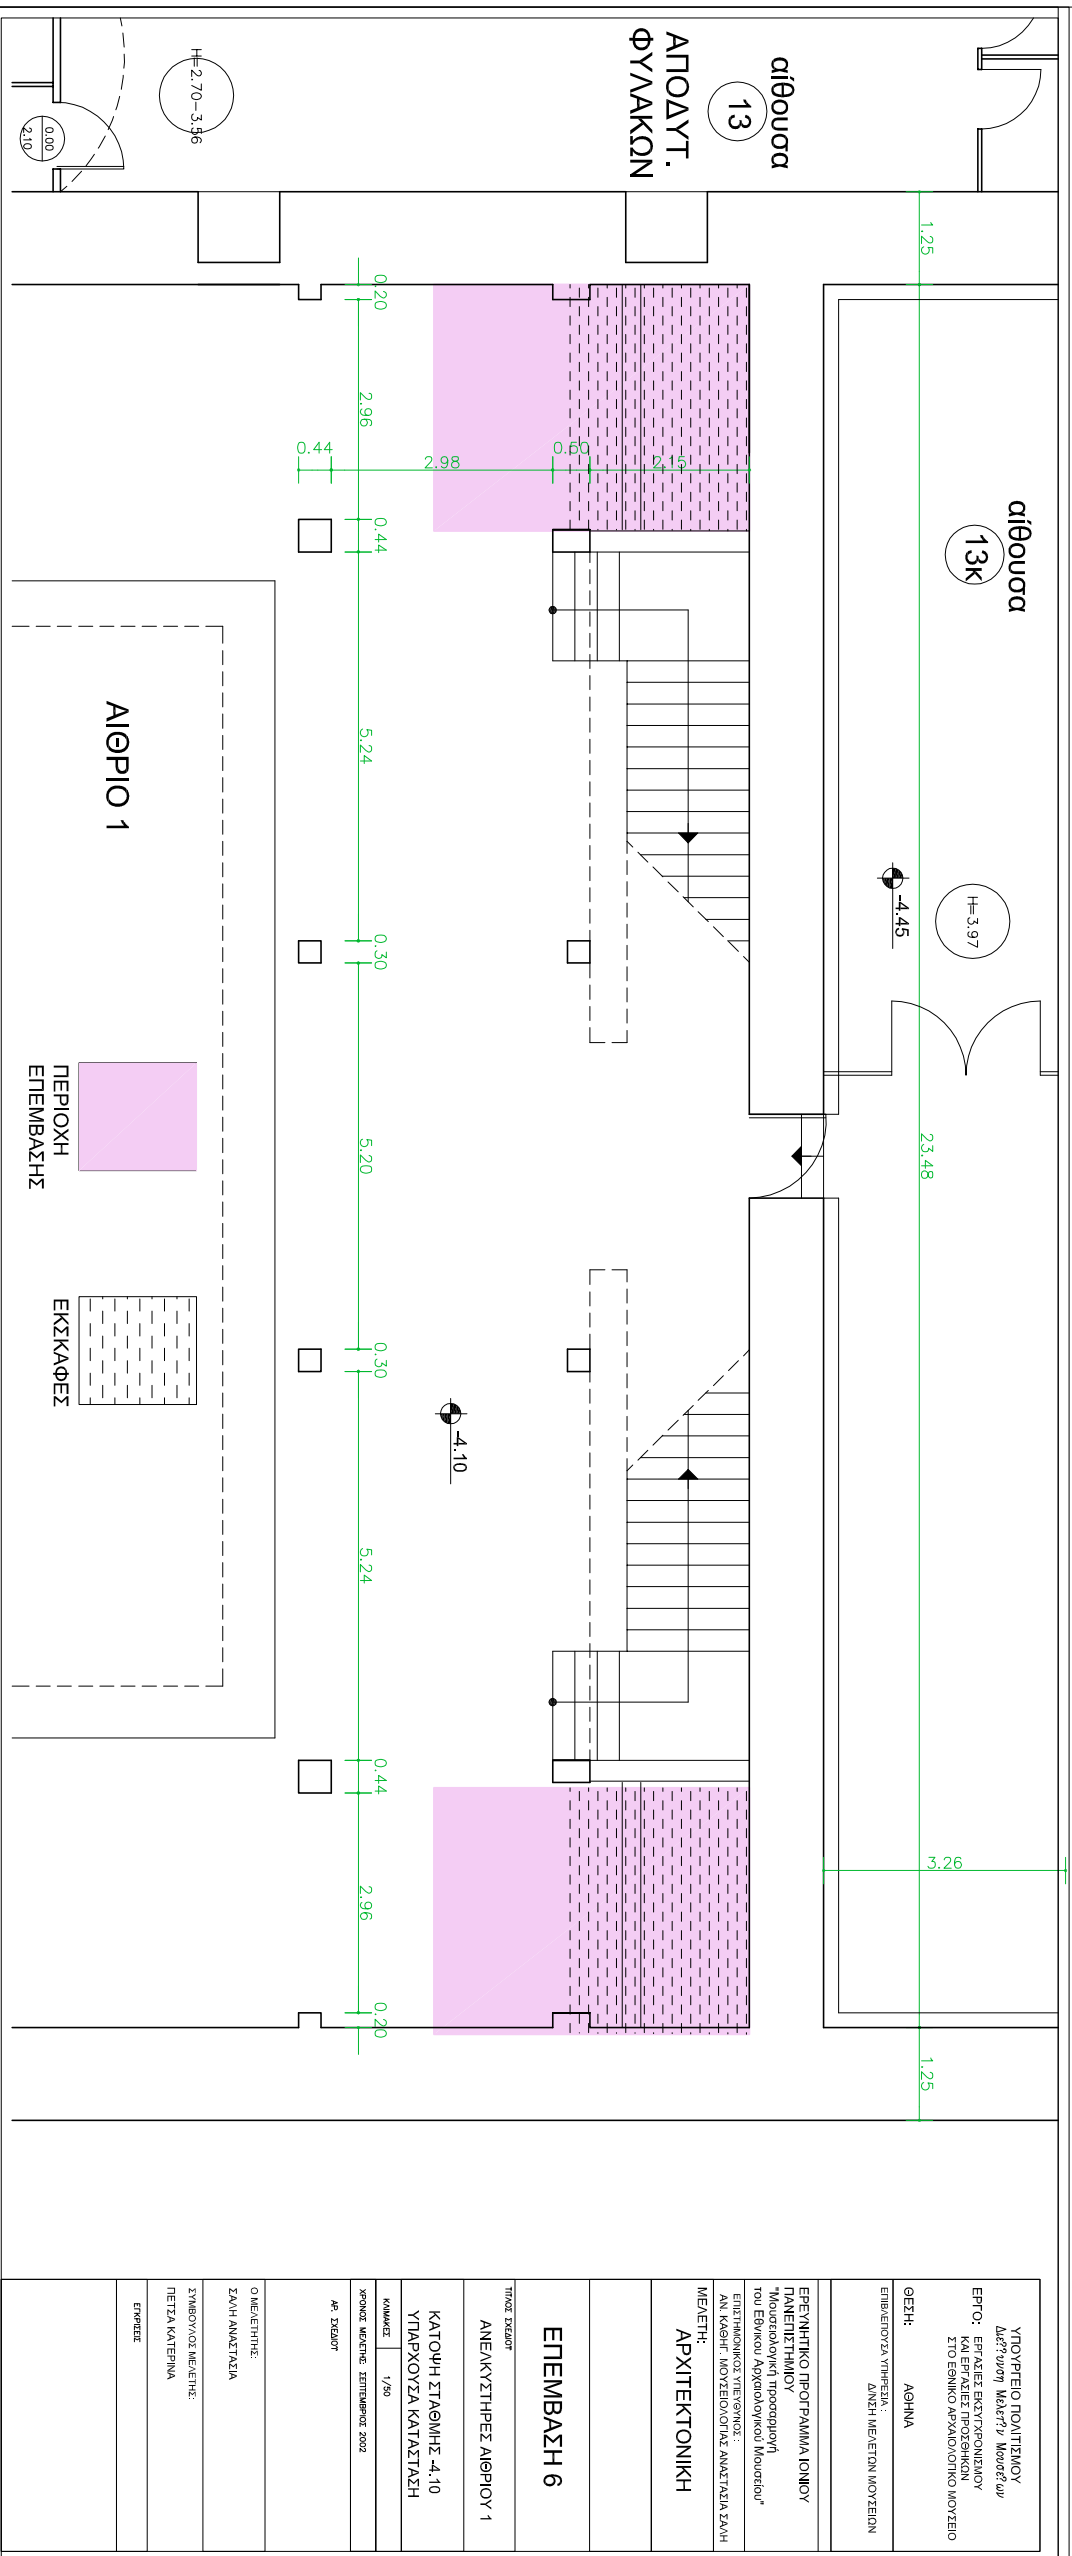 αίθουσα
13
ΑΠΟΔΥΤ.
ΦΥΛΑΚΩΝ
H=2.70-3.56
0.00
2.10
1.25
0.20
2.96
0.44
2.98
0.60
2.15
0.44
αίθουσα
13κ
5.24
ΑΙΘΡΙΟ 1
-4.45
H=3.97
0.30
23.48
5.20
ΠΕΡΙΟΧΗ
ΕΠΕΜΒΑΣΗΣ
ΕΚΣΚΑΦΕΣ
0.30
-4.10
5.24
0.44
3.26
2.96
0.20
1.25
ΥΠΟΥΡΓΕΙΟ ΠΟΛΙΤΙΣΜΟΥ
Διε??υνση Μελετ?ν Μουσε?ων
ΕΡΓΟ: ΕΡΓΑΣΙΕΣ ΕΚΣΥΓΧΡΟΝΙΣΜΟΥ
ΚΑΙ ΕΡΓΑΣΙΕΣ ΠΡΟΣΘΗΚΩΝ
ΣΤΟ ΕΘΝΙΚΟ ΑΡΧΑΙΟΛΟΓΙΚΟ ΜΟΥΣΕΙΟ
ΘΕΣΗ: ΑΘΗΝΑ
ΕΠΙΒΛΕΠΟΥΣΑ ΥΠΗΡΕΣΙΑ :
Δ/ΝΣΗ ΜΕΛΕΤΩΝ ΜΟΥΣΕΙΩΝ
ΕΡΕΥΝΗΤΙΚΟ ΠΡΟΓΡΑΜΜΑ ΙΟΝΙΟΥ
ΠΑΝΕΠΙΣΤΗΜΙΟΥ
"Μουσειολογική προσαρμογή
του Εθνικου Αρχαιολογικού Μουσείου"
ΕΠΙΣΤΗΜΟΝΙΚΟΣ ΥΠΕΥΘΥΝΟΣ :
ΑΝ. ΚΑΘΗΓ. ΜΟΥΣΕΙΟΛΟΓΙΑΣ ΑΝΑΣΤΑΣΙΑ ΣΑΛΗ
ΜΕΛΕΤΗ:
ΑΡΧΙΤΕΚΤΟΝΙΚΗ
ΕΠΕΜΒΑΣΗ 6
ΤΙΤΛΟΣ ΣΧΕΔΙΟΥ
ΑΝΕΛΚΥΣΤΗΡΕΣ ΑΙΘΡΙΟΥ 1
ΚΑΤΟΨΗ ΣΤΑΘΜΗΣ -4.10
ΥΠΑΡΧΟΥΣΑ ΚΑΤΑΣΤΑΣΗ
ΚΛΙΜΑΚΕΣ 1/50
ΧΡΟΝΟΣ ΜΕΛΕΤΗΣ: ΣΕΠΤΕΜΒΡΙΟΣ 2002
ΑΡ. ΣΧΕΔΙΟΥ
Ο ΜΕΛΕΤΗΤΗΣ:
ΣΑΛΗ ΑΝΑΣΤΑΣΙΑ
ΣΥΜΒΟΥΛΟΣ ΜΕΛΕΤΗΣ:
ΠΕΤΣΑ ΚΑΤΕΡΙΝΑ
ΕΓΚΡΙΣΕΙΣ